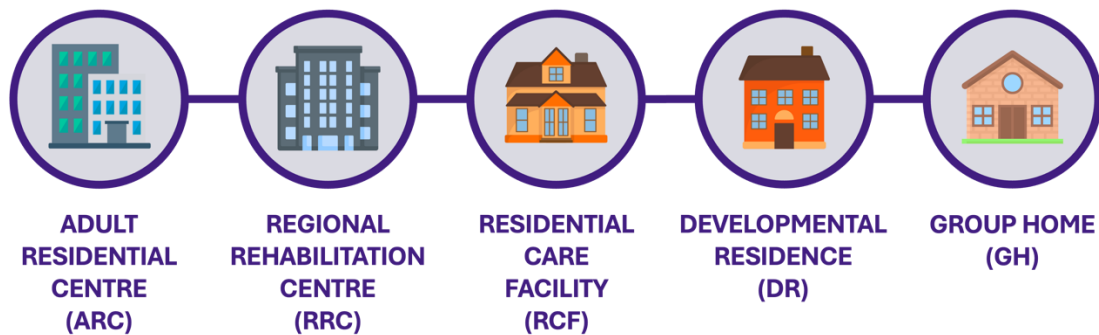 ADULT
RESIDENTIAL
CENTRE
(ARC)
REGIONAL
REHABILITATION
CENTRE
(RRC)
RESIDENTIAL
CARE
FACILITY
(RCF)
DEVELOPMENTAL
RESIDENCE
(DR)
GROUP HOME
(GH)